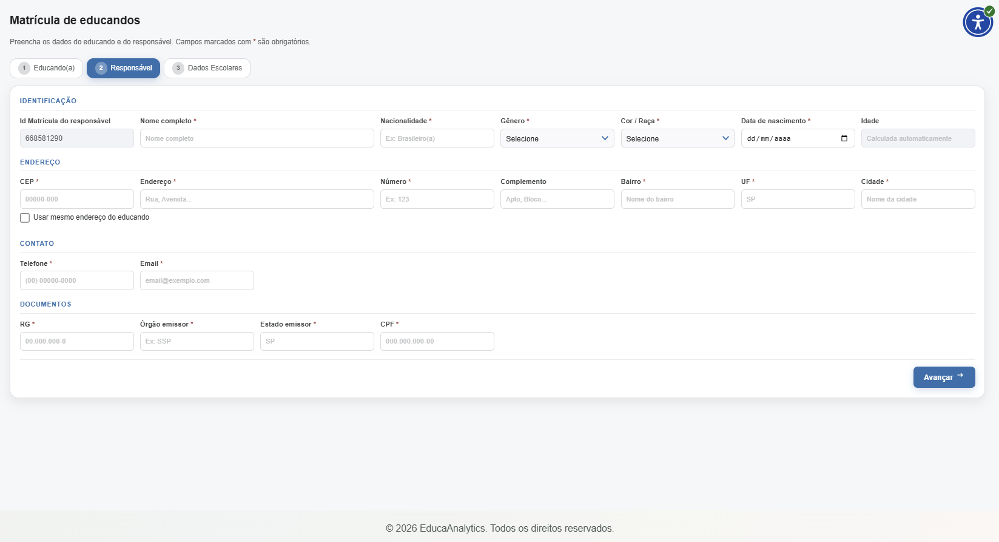 Matrícula de educandos
Preencha os dados do educando e do responsável. Campos marcados com * são obrigatórios.
1 Educando(a) 2 Responsável 3 Dados Escolares
IDENTIFICAÇÃO
Id Matrícula do responsável Nome completo * Nacionalidade * Gênero * Cor / Raça * Data de nascimento * Idade
668581290 Nome completo Ex: Brasileiro(a) Selecione Selecione dd/mm/aaaa Calculada automaticamente
ENDEREÇO
CEP * Endereço * Número * Complemento Bairro * UF * Cidade *
00000-000 Rua, Avenida... Ex: 123 Apto, Bloco... Nome do bairro SP Nome da cidade
Usar mesmo endereço do educando
CONTATO
Telefone * Email *
(00) 00000-0000 email@exemplo.com
DOCUMENTOS
RG * Órgão emissor * Estado emissor * CPF *
00.000.000-0 Ex: SSP SP 000.000.000-00
Avançar →
© 2026 EducaAnalytics. Todos os direitos reservados.